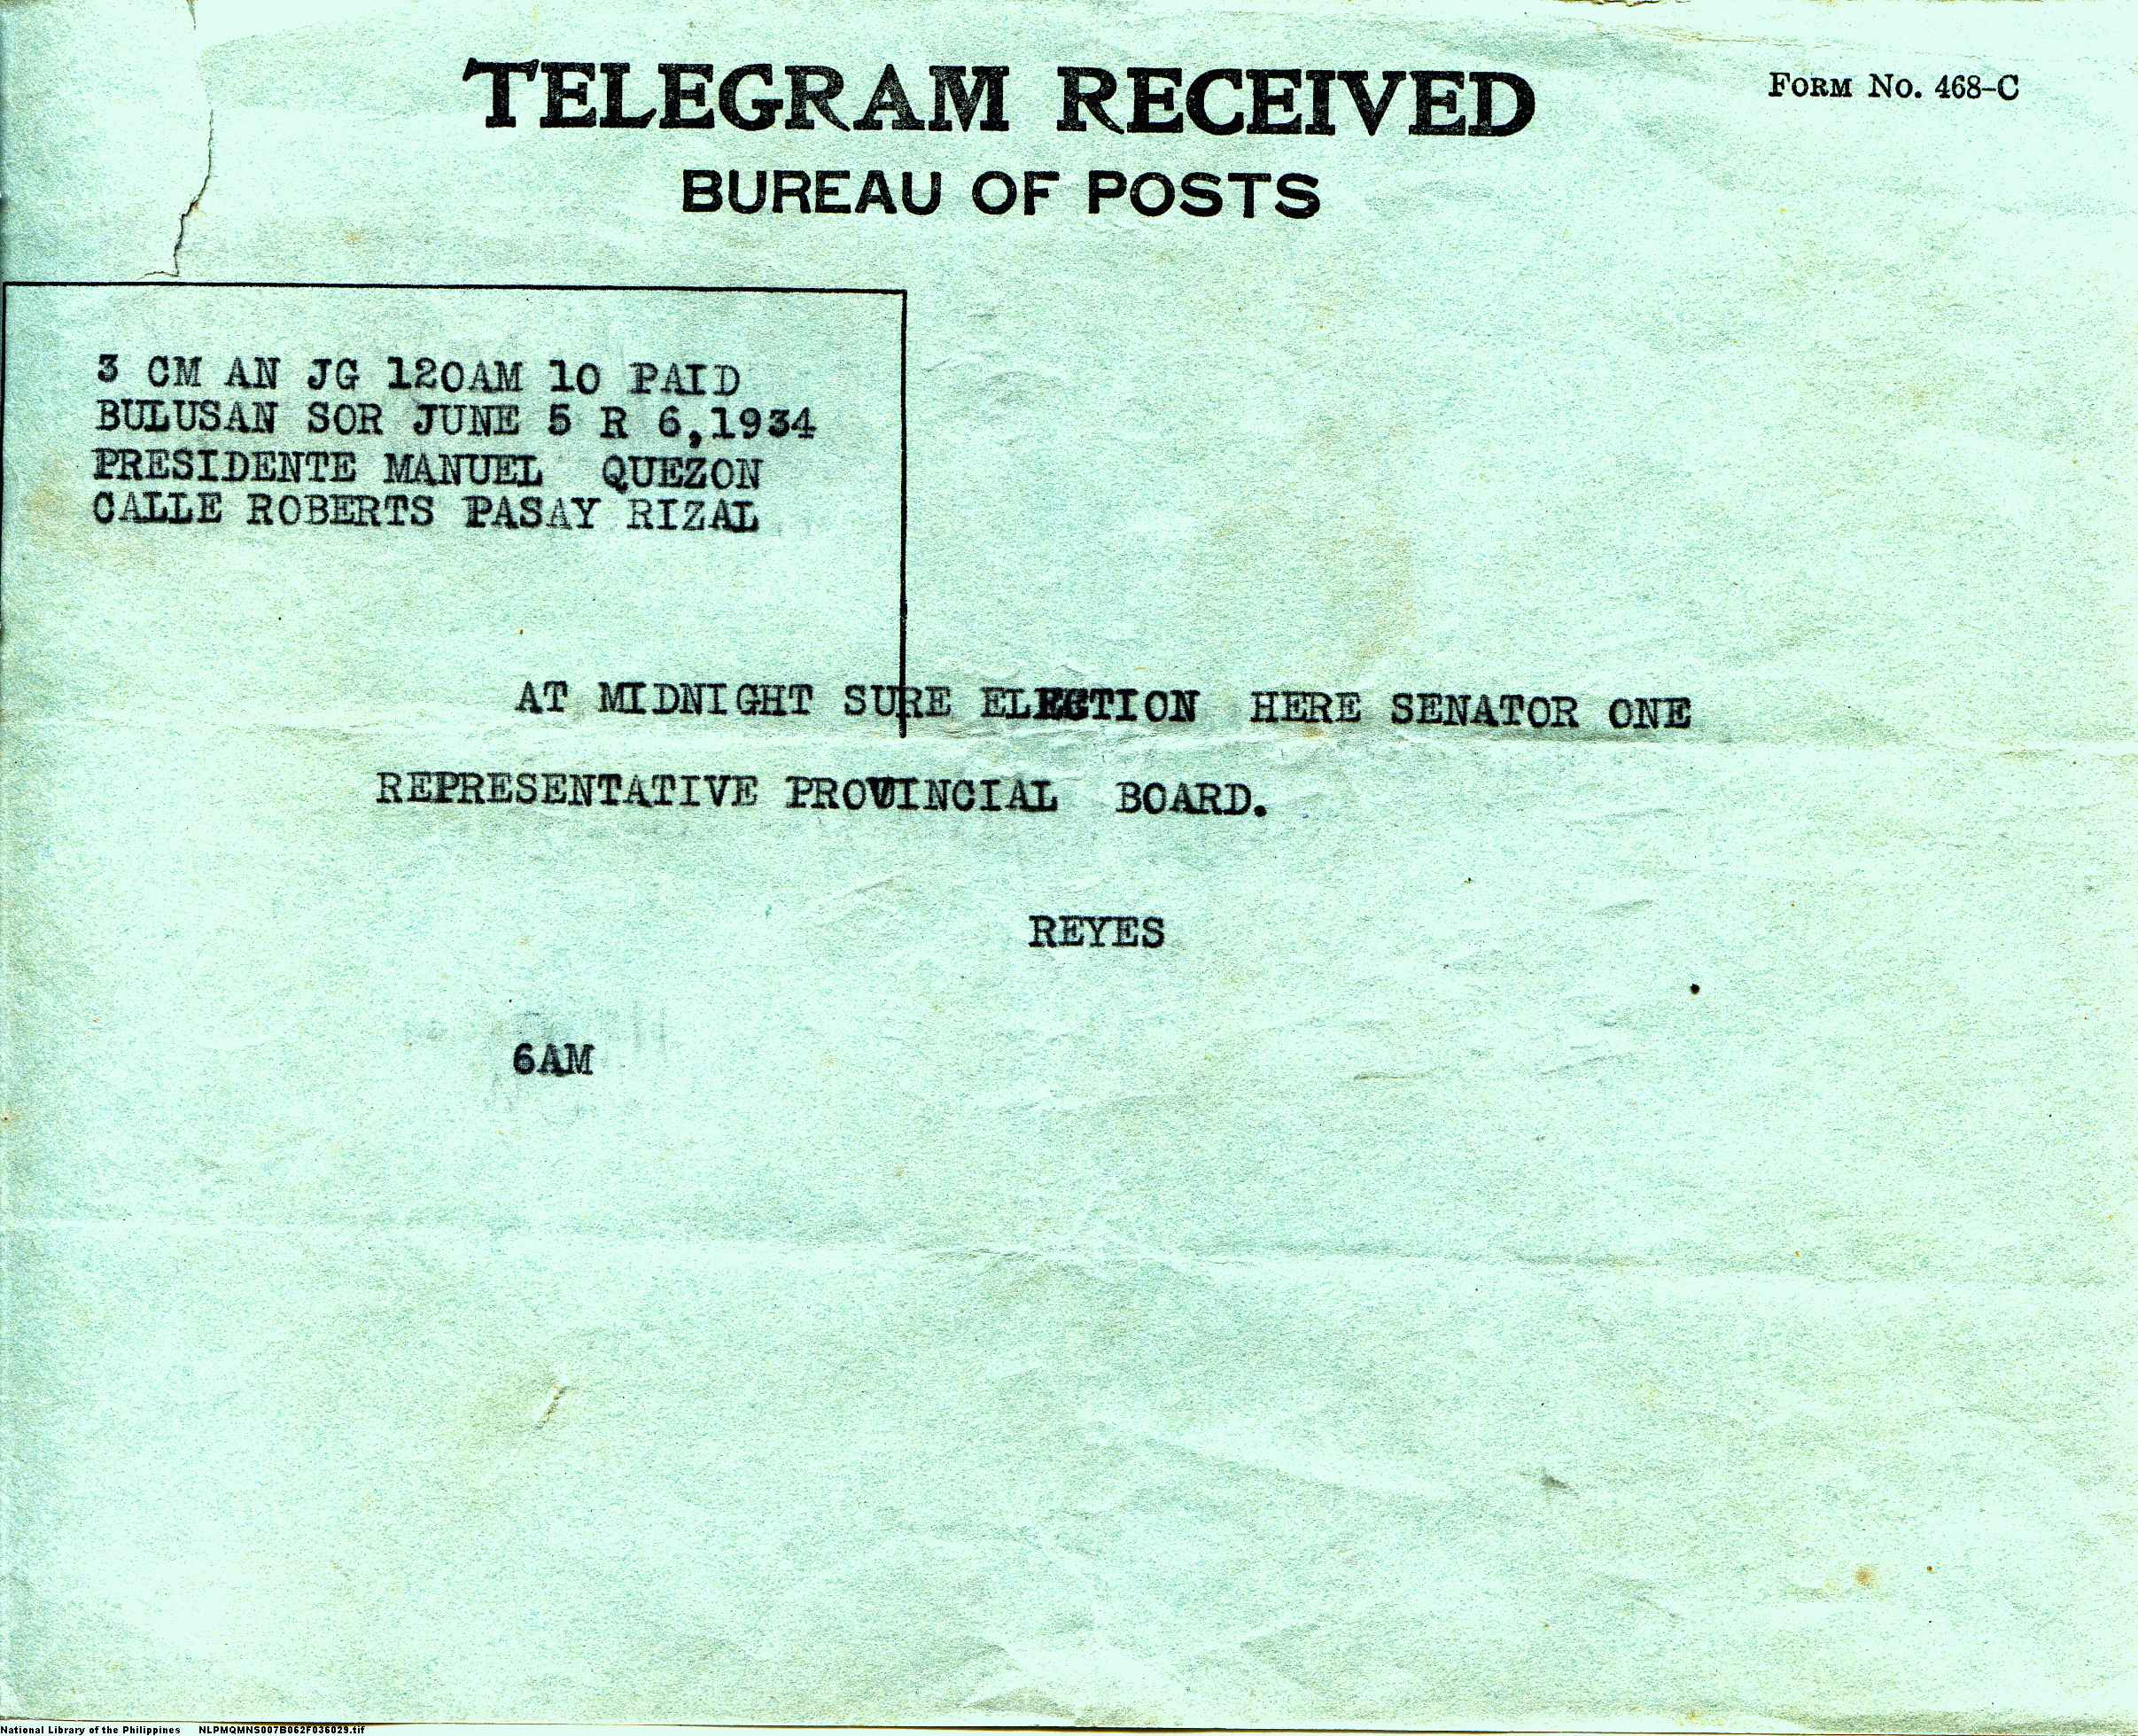 TELEGRAM RECEIVED
FORM NO. 468-C
BUREAU OF POSTS
3 CM AN JG 120AM 10 PAID
BULUSAN SOR JUNE 5 R 6,1934
PRESIDENTE MANUEL QUEZON
CALLE ROBERTS PASAY RIZAL
AT MIDNIGHT SURE ELECTION HERE SENATOR ONE
REPRESENTATIVE PROVINCIAL BOARD.
REYES
6AM
National Library of the Philippines NLPMQMNS007B062F036029.tif